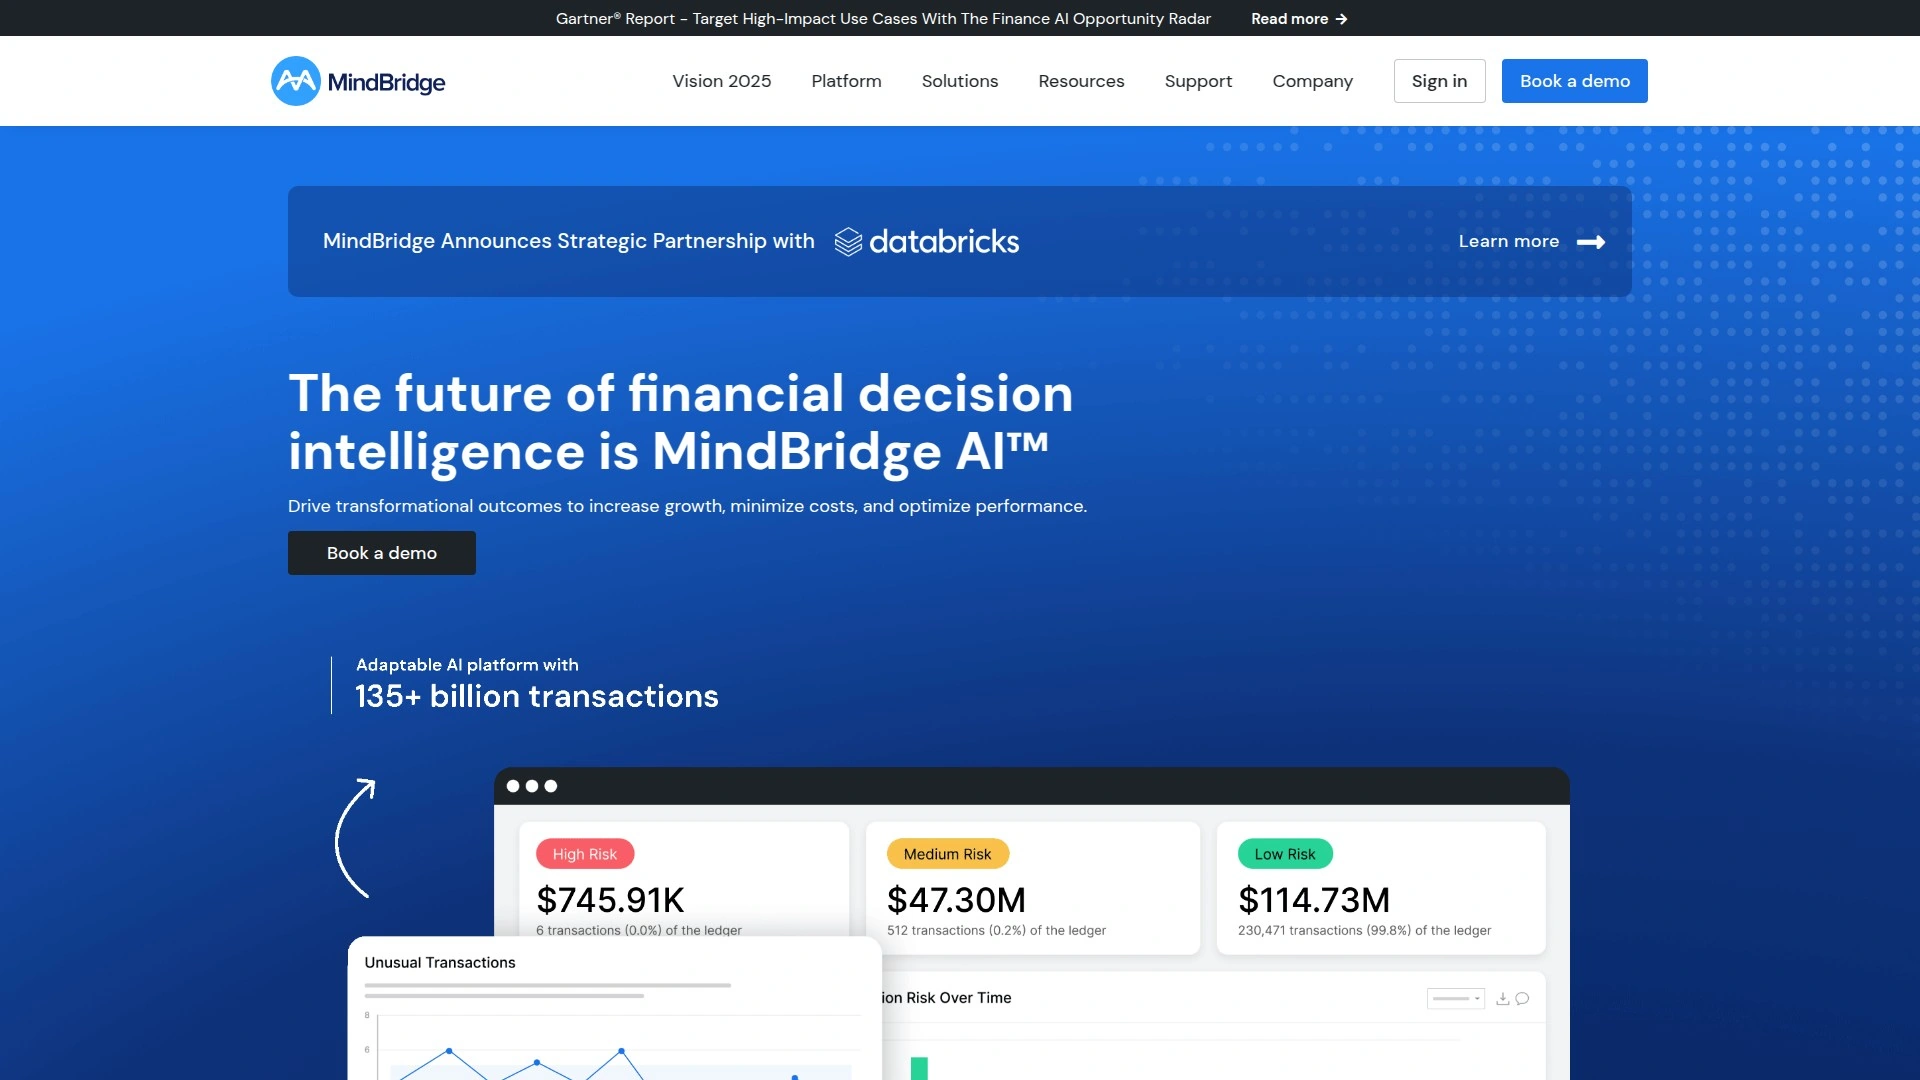 Gartner® Report - Target High-Impact Use Cases With The Finance AI Opportunity Radar Read more →
MindBridge
Vision 2025 Platform Solutions Resources Support Company Sign in Book a demo
MindBridge Announces Strategic Partnership with databricks Learn more
The future of financial decision
intelligence is MindBridge AI™
Drive transformational outcomes to increase growth, minimize costs, and optimize performance.
Book a demo
Adaptable AI platform with
135+ billion transactions
High Risk
$745.91K
6 transactions (0.0%) of the ledger
Medium Risk
$47.30M
512 transactions (0.2%) of the ledger
Low Risk
$114.73M
230,471 transactions (99.8%) of the ledger
Unusual Transactions
8
6
ion Risk Over Time